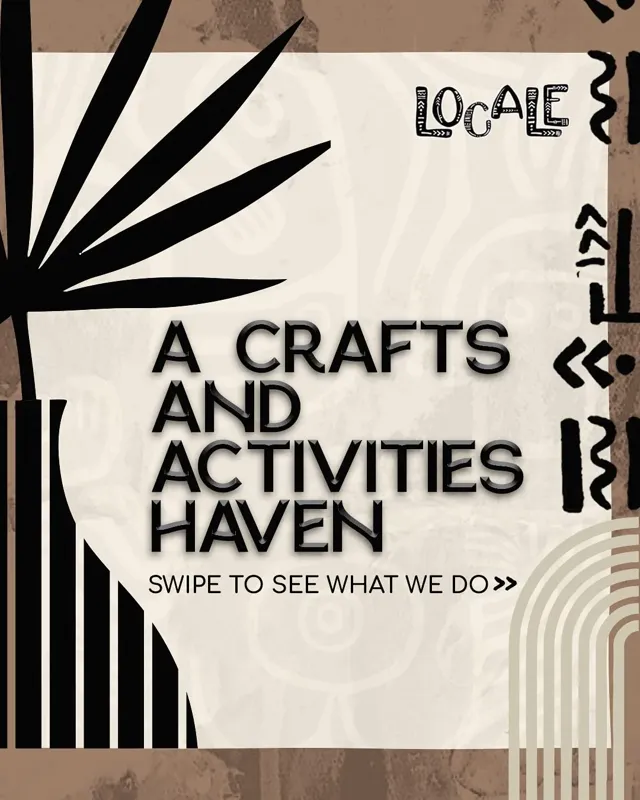 LOCALE
A CRAFTS
AND
ACTIVITIES
HAVEN
SWIPE TO SEE WHAT WE DO>>